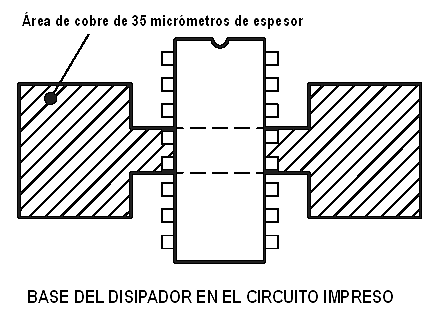 Área de cobre de 35 micrómetros de espesor
BASE DEL DISIPADOR EN EL CIRCUITO IMPRESO